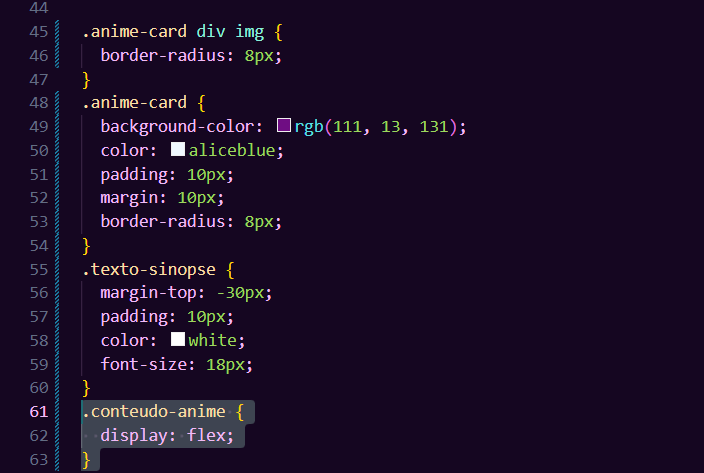 44
45 .anime-card div img {
46 border-radius: 8px;
47 }
48 .anime-card {
49 background-color: rgb(111, 13, 131);
50 color: aliceblue;
51 padding: 10px;
52 margin: 10px;
53 border-radius: 8px;
54 }
55 .texto-sinopse {
56 margin-top: -30px;
57 padding: 10px;
58 color: white;
59 font-size: 18px;
60 }
61 .conteudo-anime {
62 display: flex;
63 }